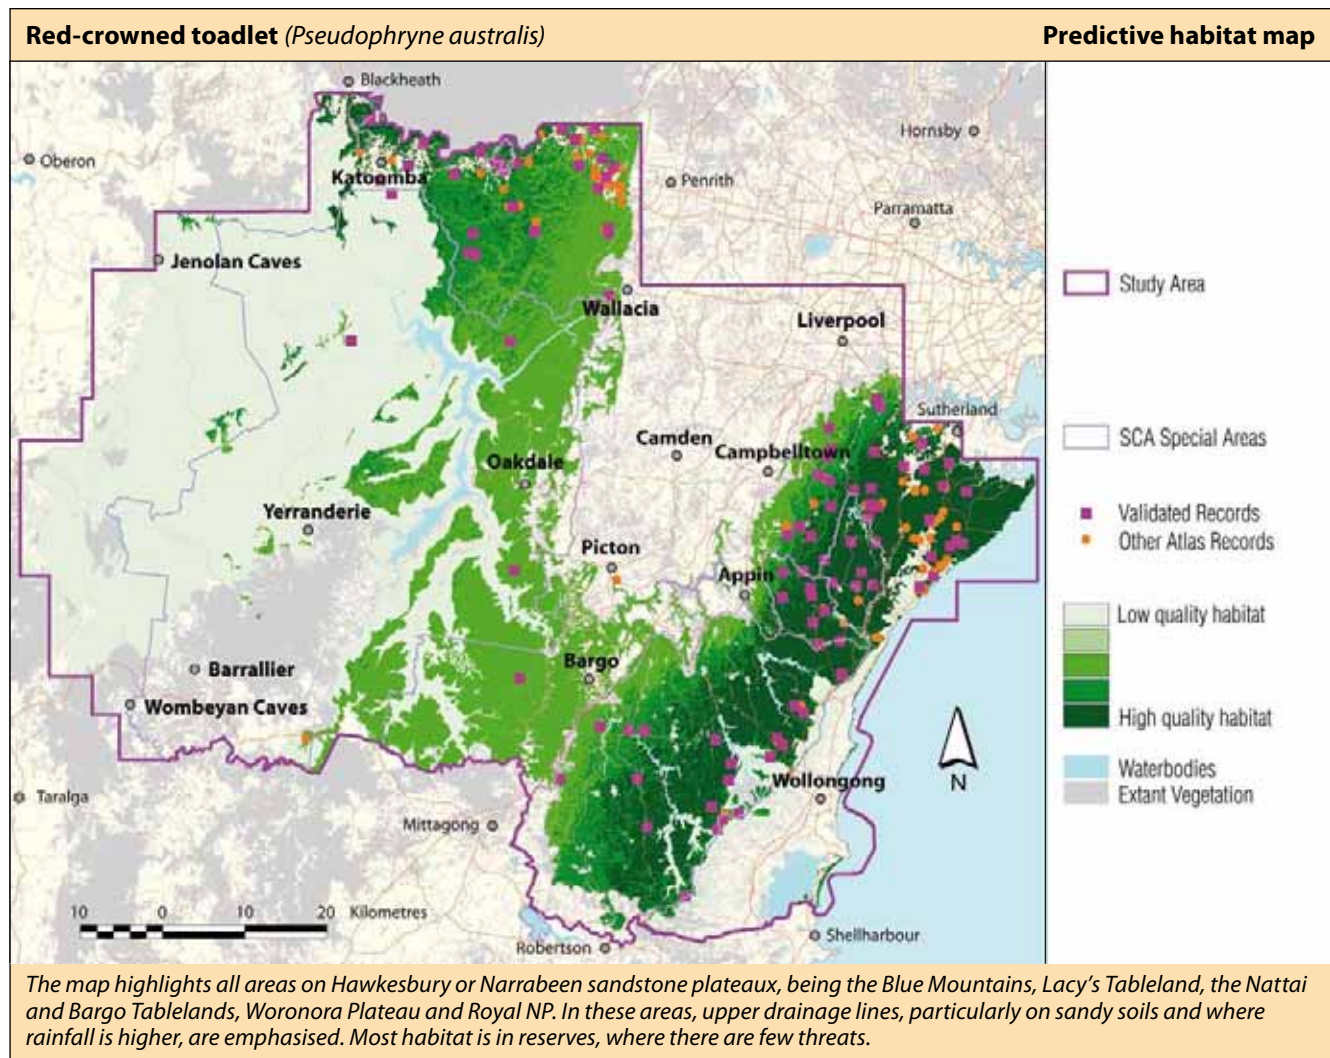 Red-crowned toadlet (Pseudophryne australis)
Predictive habitat map
Blackheath
Hornsby
Oberon
Katoomba
Penrith
Parramatta
Jenolan Caves
Wallacia
Liverpool
Sutherland
Camden
Campbelltown
Oakdale
Yerranderie
Picton
Appin
Bargo
Barrallier
Wombeyan Caves
Wollongong
Taralga
Mittagong
N
10 0 10 20 Kilometres
Robertson
Shellharbour
Study Area
SCA Special Areas
Validated Records
Other Atlas Records
Low quality habitat
High quality habitat
Waterbodies
Extant Vegetation
The map highlights all areas on Hawkesbury or Narrabeen sandstone plateaux, being the Blue Mountains, Lacy's Tableland, the Nattai
and Bargo Tablelands, Woronora Plateau and Royal NP. In these areas, upper drainage lines, particularly on sandy soils and where
rainfall is higher, are emphasised. Most habitat is in reserves, where there are few threats.